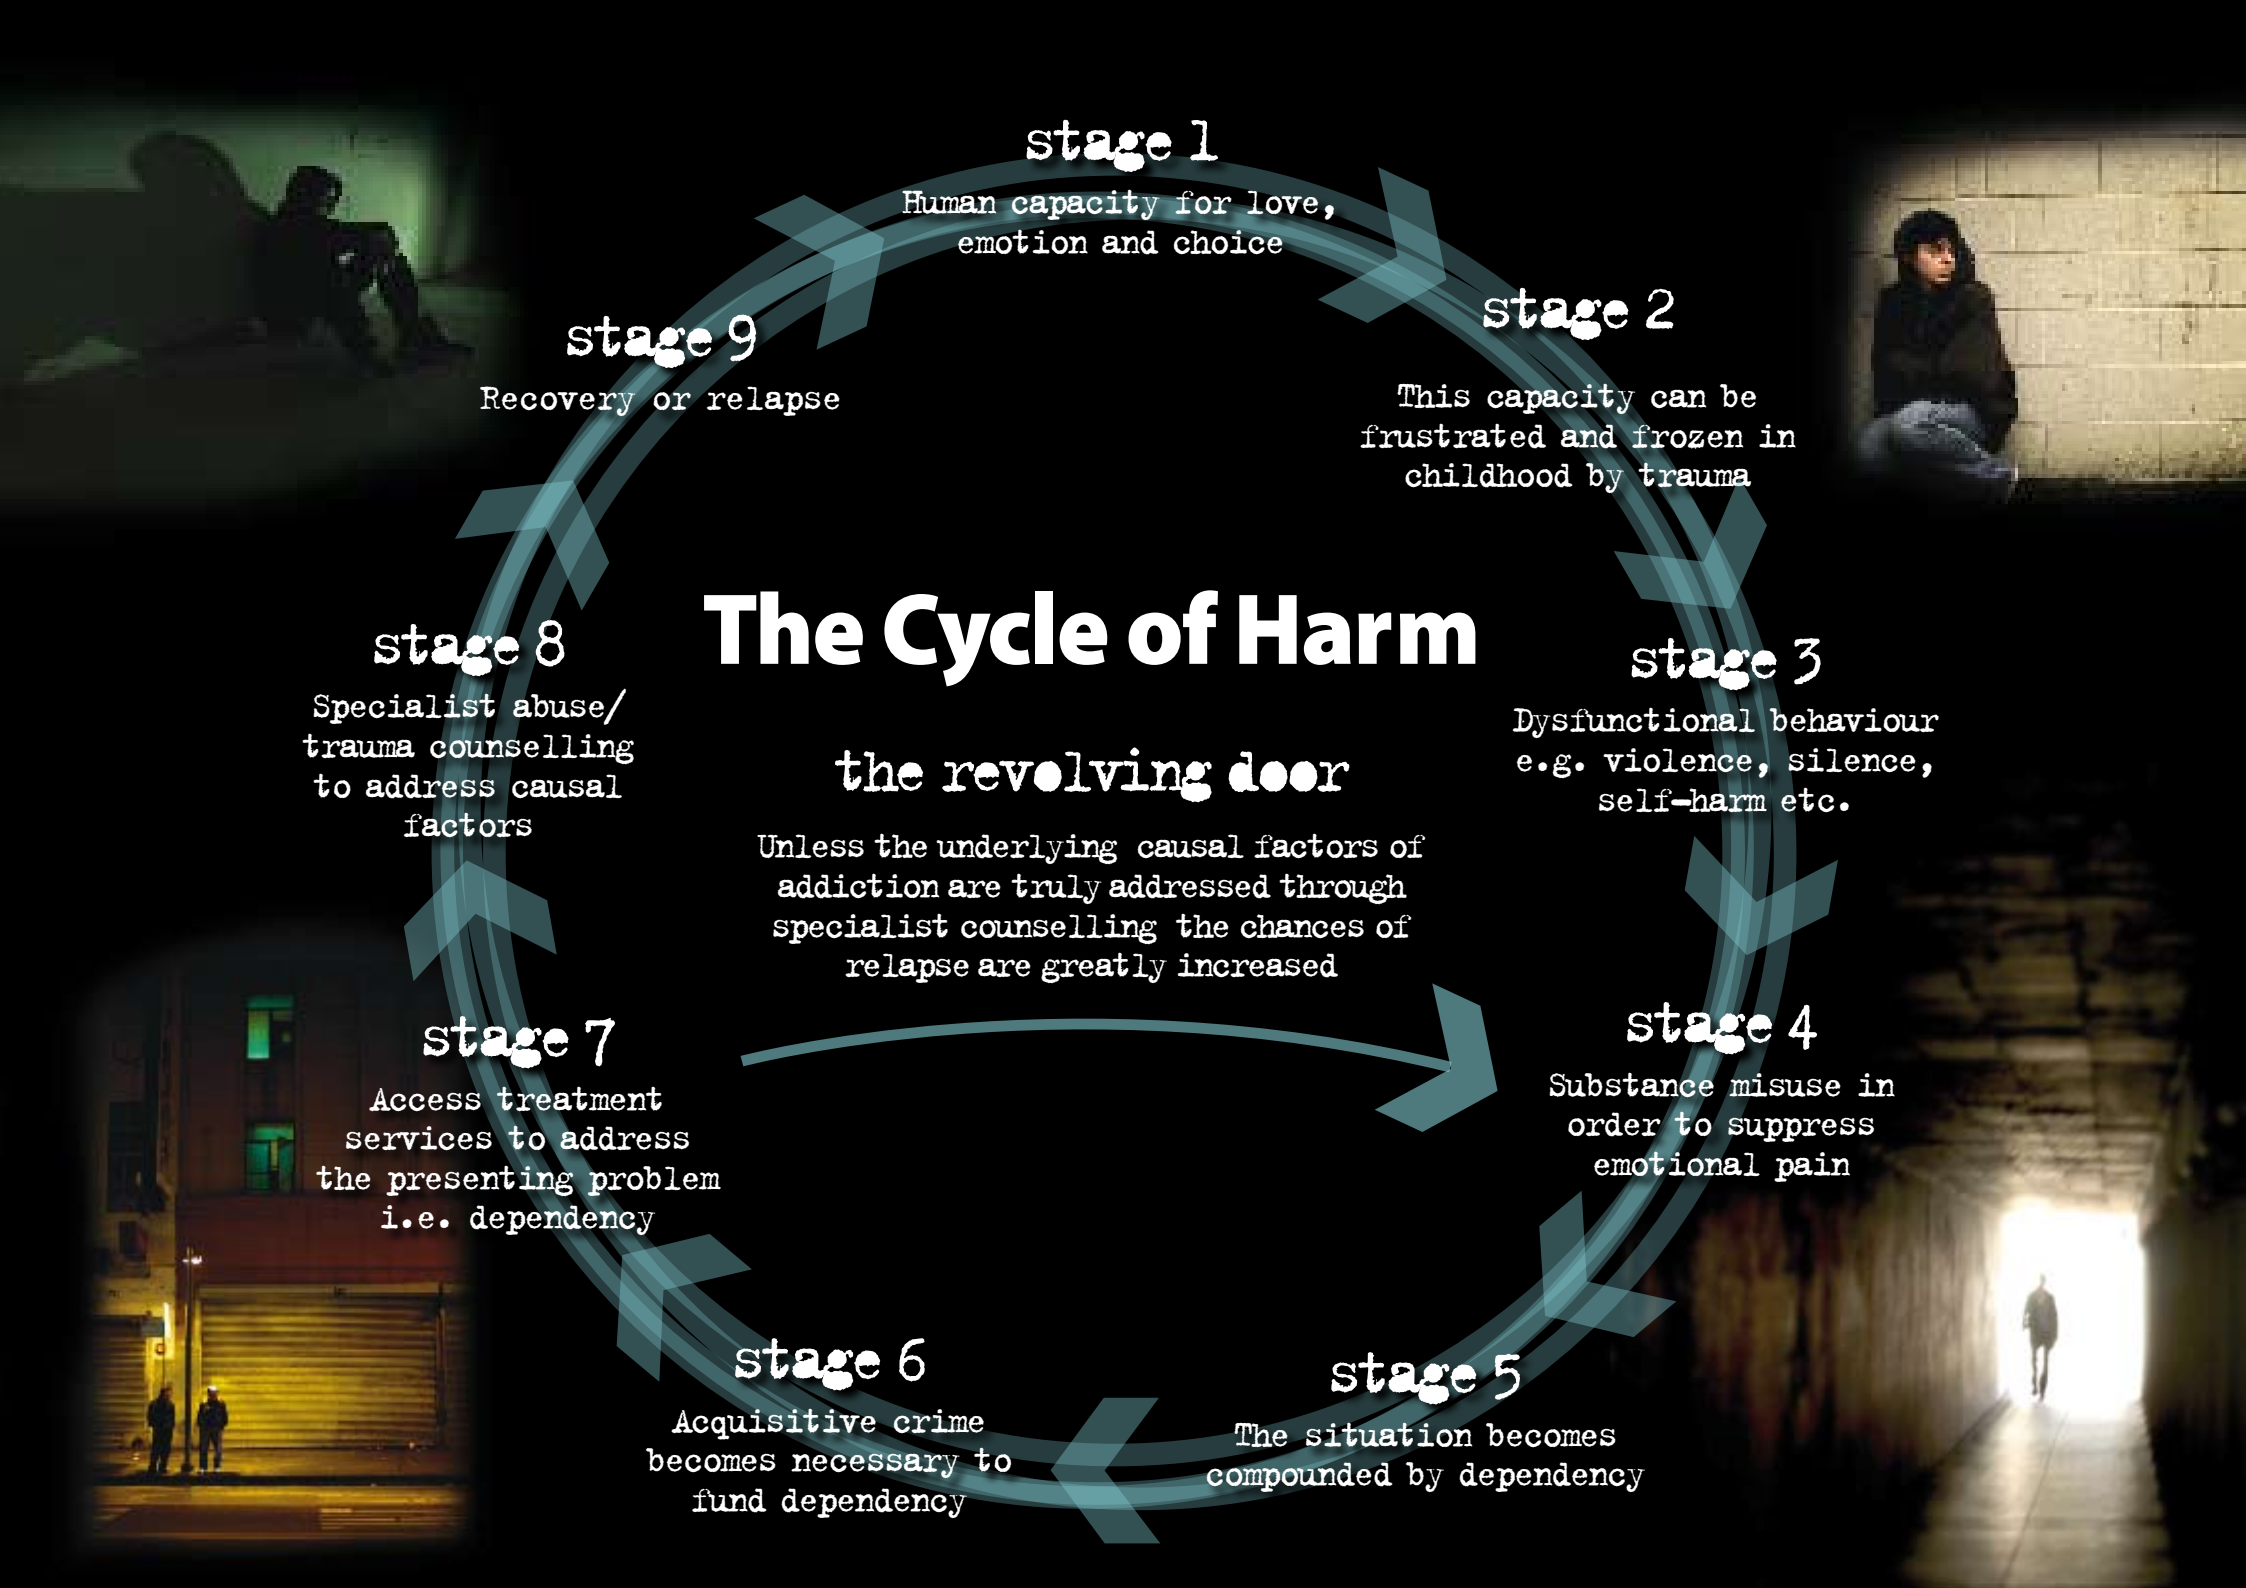 stage 1
Human capacity for love,
emotion and choice
stage 2
This capacity can be
frustrated and frozen in
childhood by trauma
stage 3
Dysfunctional behaviour
e.g. violence, silence,
self-harm etc.
stage 4
Substance misuse in
order to suppress
emotional pain
stage 5
The situation becomes
compounded by dependency
stage 6
Acquisitive crime
becomes necessary to
fund dependency
stage 7
Access treatment
services to address
the presenting problem
i.e. dependency
stage 8
Specialist abuse/
trauma counselling
to address causal
factors
stage 9
Recovery or relapse
The Cycle of Harm
the revolving door
Unless the underlying causal factors of
addiction are truly addressed through
specialist counselling the chances of
relapse are greatly increased